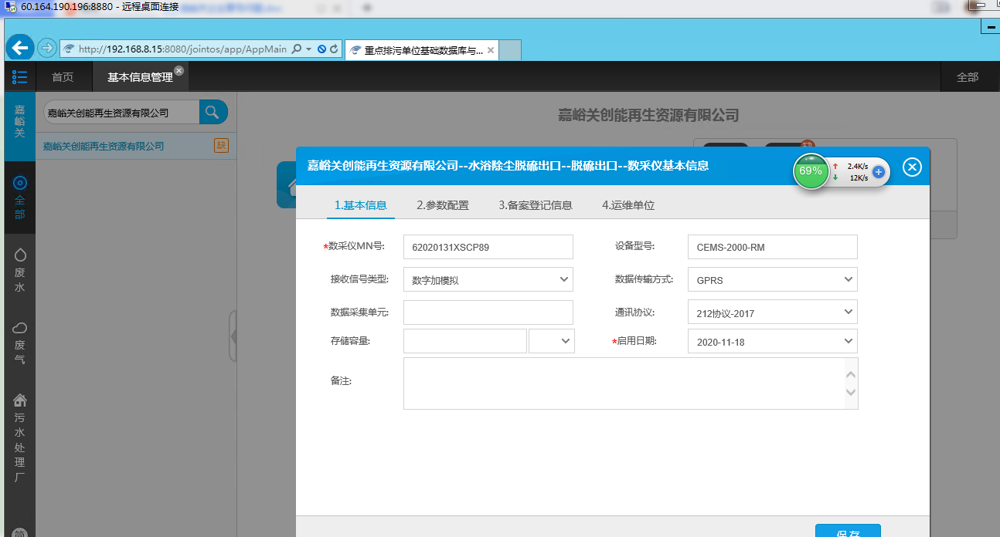 60.164.190.196:8880 - 远程桌面连接
http://192.168.8.15:8080/jointos/app/AppMain
重点排污单位基础数据库与...
首页
基本信息管理
全部
嘉峪关
嘉峪关创能再生资源有限公司
嘉峪关创能再生资源有限公司
缺
嘉峪关创能再生资源有限公司
全部
废水
废气
污水处理厂
简
嘉峪关创能再生资源有限公司--水浴除尘脱硫出口--脱硫出口--数采仪基本信息
69%
2.4K/s
12K/s
1.基本信息
2.参数配置
3.备案登记信息
4.运维单位
*数采仪MN号: 62020131XSCP89
设备型号: CEMS-2000-RM
接收信号类型: 数字加模拟
数据传输方式: GPRS
数据采集单元:
通讯协议: 212协议-2017
存储容量:
*启用日期: 2020-11-18
备注:
保存